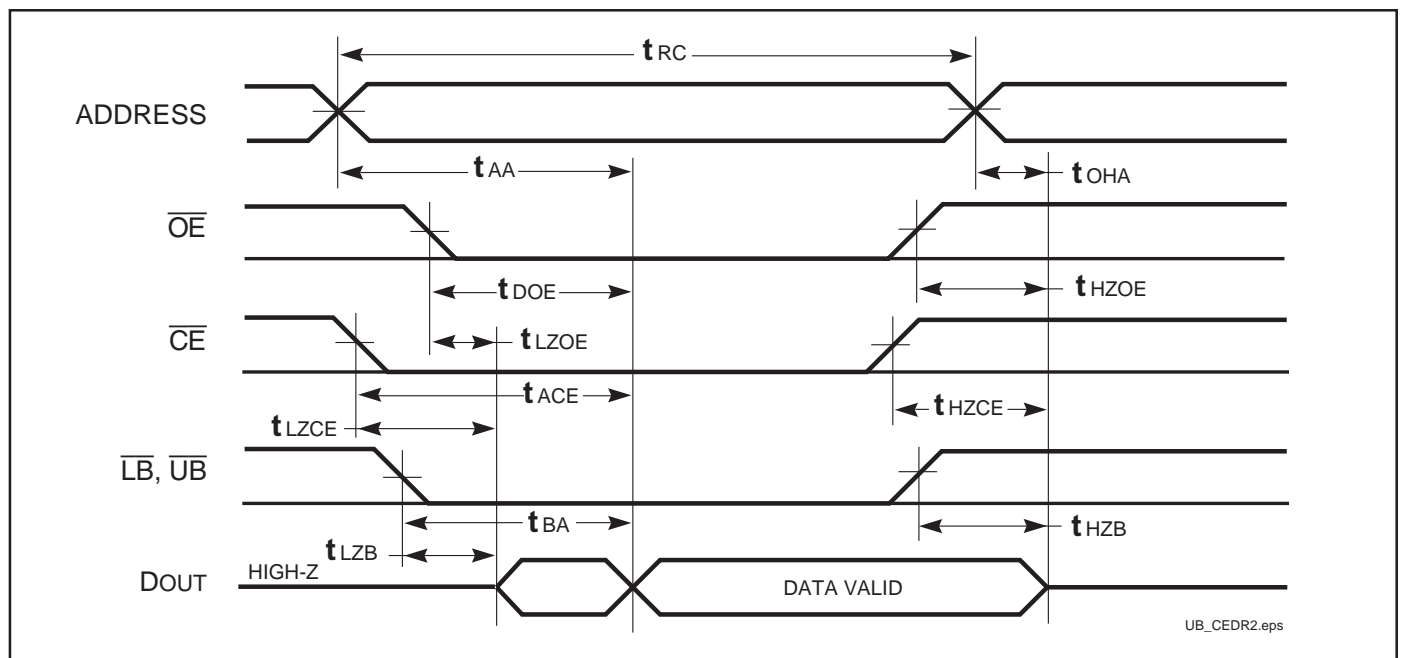 tRC
ADDRESS
tAA
tOHA
OE
tDOE
tHZOE
tLZOE
CE
tACE
tHZCE
tLZCE
LB, UB
tBA
tHZB
tLZB
DOUT
HIGH-Z
DATA VALID
UB_CEDR2.eps